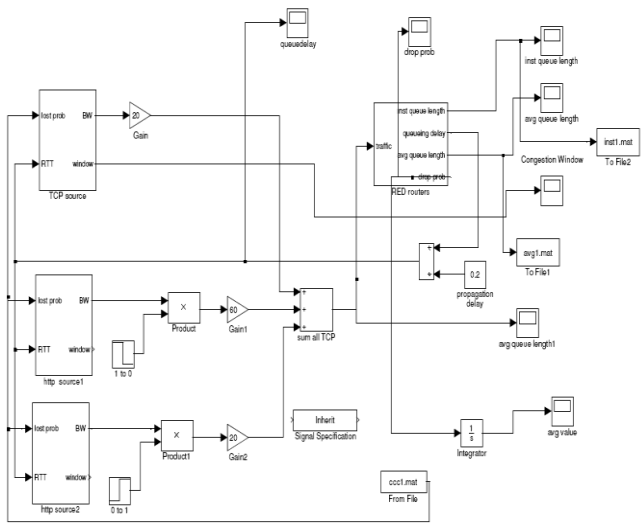 queuedelay
drop prob
inst queue length
avg queue length
inst1.mat
To File2
Congestion Window
lost prob
BW
RTT
window
TCP source
20
Gain
traffic
inst queue length
queueing delay
avg queue length
drop prob
RED routers
avg1.mat
To File1
+
+
0.2
propagation
delay
lost prob
BW
RTT
window
http source1
x
Product
60
Gain1
1 to 0
+
+
+
sum all TCP
avg queue length1
lost prob
BW
RTT
window
http source2
x
Product1
20
Gain2
0 to 1
Inherit
Signal Specification
1
s
Integrator
avg value
ccc1.mat
From File